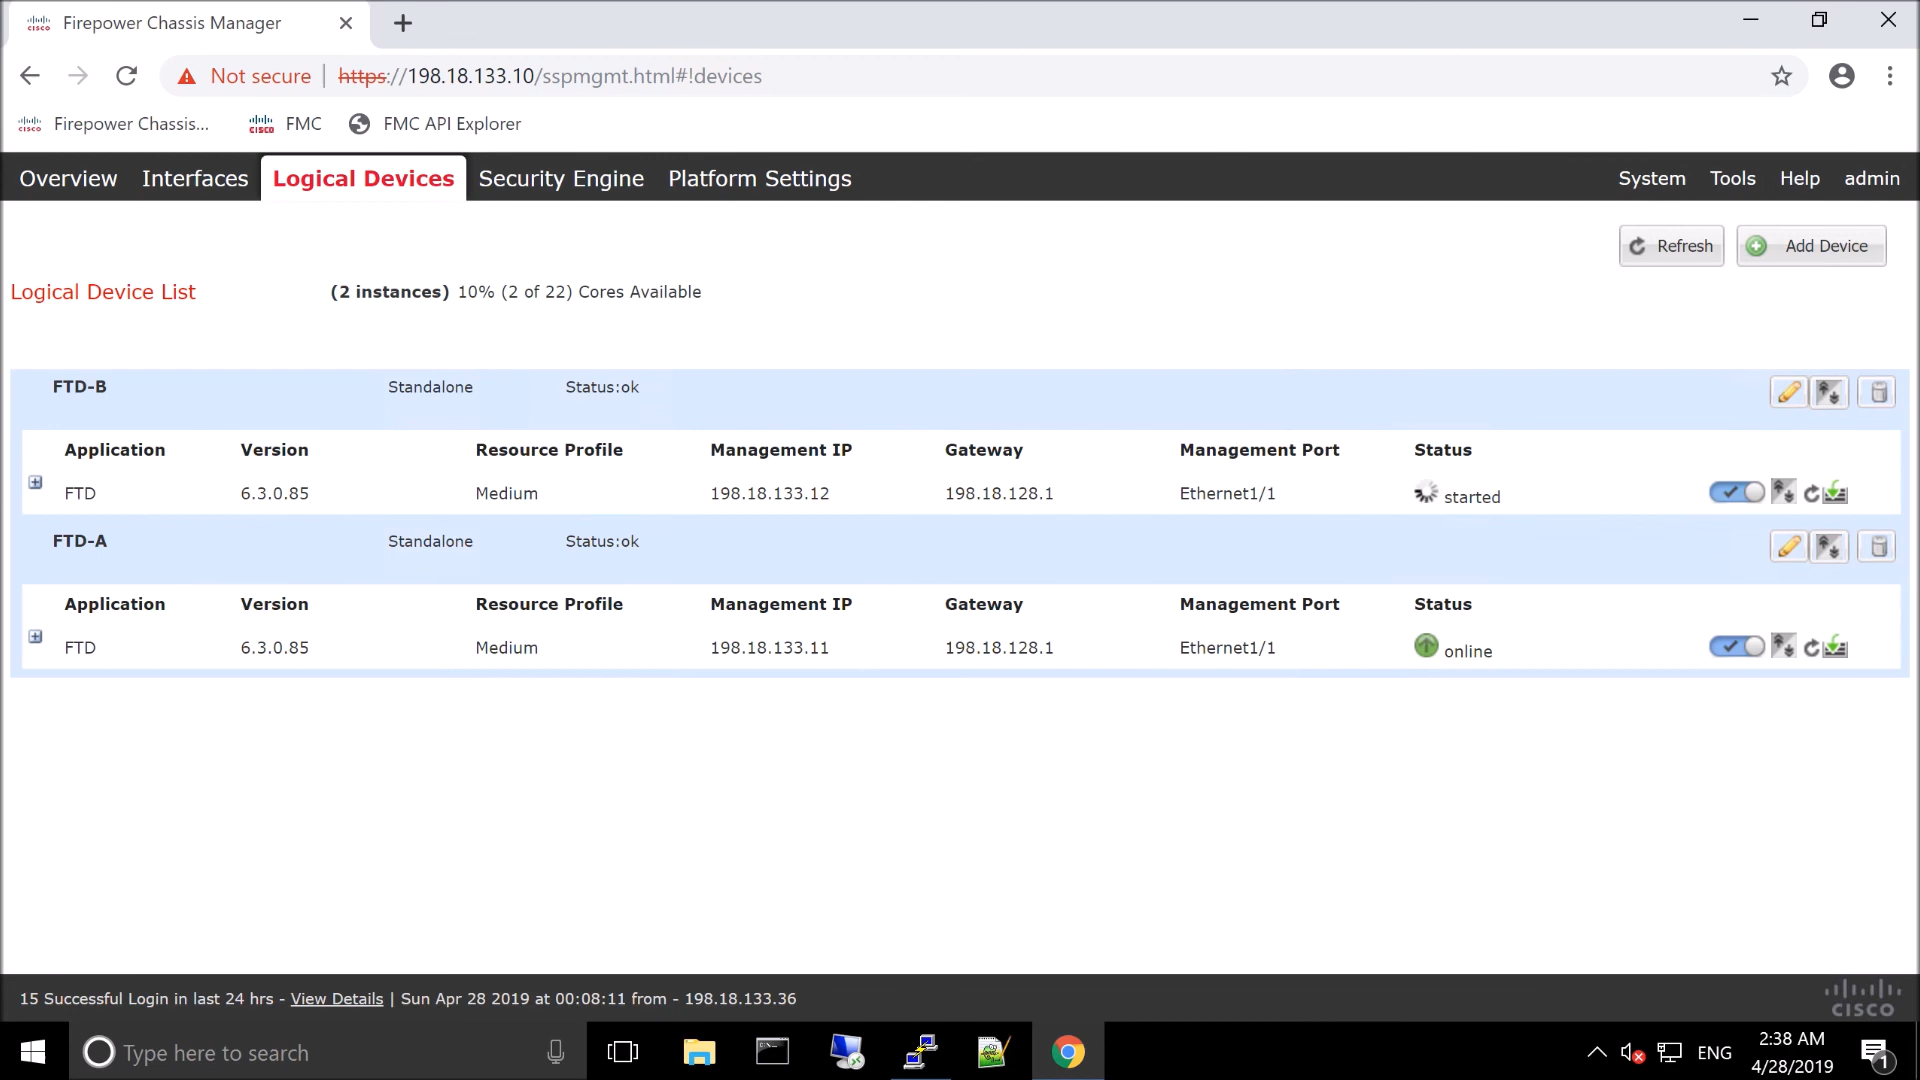 Firepower Chassis Manager
Not secure | https://198.18.133.10/sspmgmt.html#!devices
Firepower Chassis... FMC FMC API Explorer
Overview Interfaces Logical Devices Security Engine Platform Settings System Tools Help admin
Refresh Add Device
Logical Device List (2 instances) 10% (2 of 22) Cores Available
FTD-B Standalone Status:ok
Application Version Resource Profile Management IP Gateway Management Port Status
FTD 6.3.0.85 Medium 198.18.133.12 198.18.128.1 Ethernet1/1 started
FTD-A Standalone Status:ok
Application Version Resource Profile Management IP Gateway Management Port Status
FTD 6.3.0.85 Medium 198.18.133.11 198.18.128.1 Ethernet1/1 online
15 Successful Login in last 24 hrs - View Details | Sun Apr 28 2019 at 00:08:11 from - 198.18.133.36
CISCO
Type here to search ENG 2:38 AM
4/28/2019 1